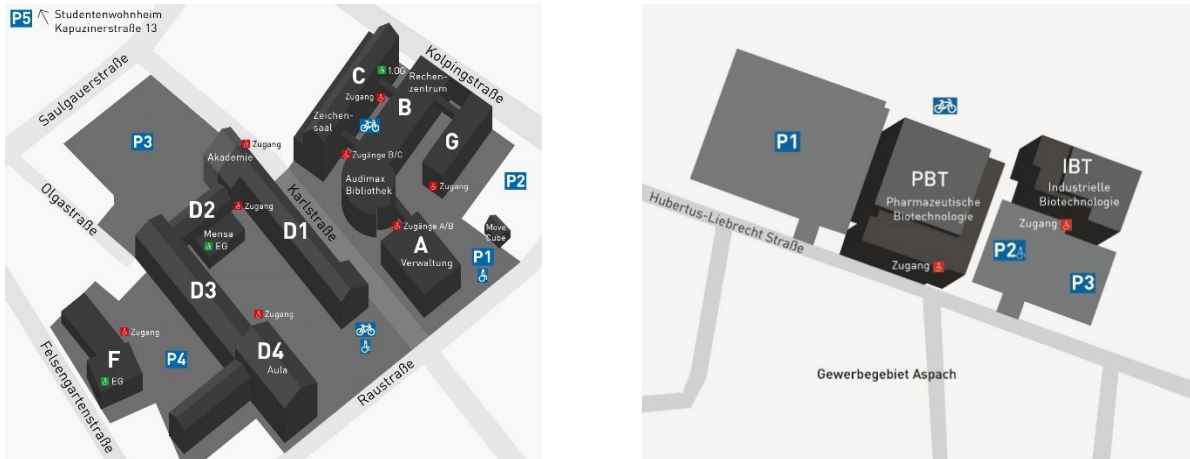 P5 Studentenwohnheim
Kapuzinerstraße 13
Saulgauerstraße
Kolpingstraße
C
1.OG
Rechen-
zentrum
Zugang
B
Zeichen-
saal
G
P3
Zugang
Akademie
Zugänge B/C
Audimax
Bibliothek
Zugang
P2
Olgastraße
Karlstraße
D2
Zugang
Mensa
EG
D1
Zugänge A/B
A
Verwaltung
Move
Cube
P1
D3
Zugang
Zugang
F
EG
P4
D4
Aula
Felsengartenstraße
Raustraße
P1
PBT
Pharmazeutische
Biotechnologie
Zugang
IBT
Industrielle
Biotechnologie
Zugang
P2
P3
Hubertus-Liebrecht Straße
Gewerbegebiet Aspach